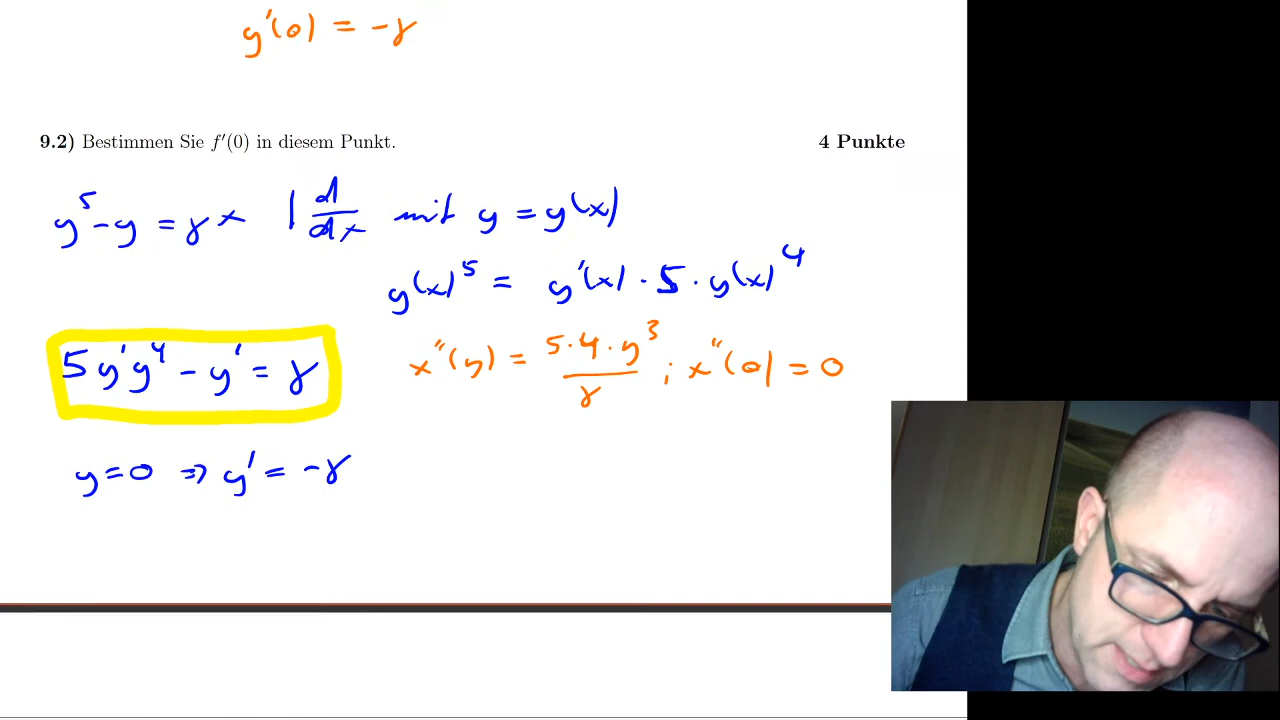 y'(0) = -γ
9.2) Bestimmen Sie f′(0) in diesem Punkt. 4 Punkte
y⁵ - y = γx | d/dx mit y = y(x)
y(x)⁵ = y'(x) · 5 · y(x)⁴
5y'y⁴ - y' = γ x''(y) = 5·4·y³/γ ; x''(0) = 0
y=0 ⇒ y' = -γ